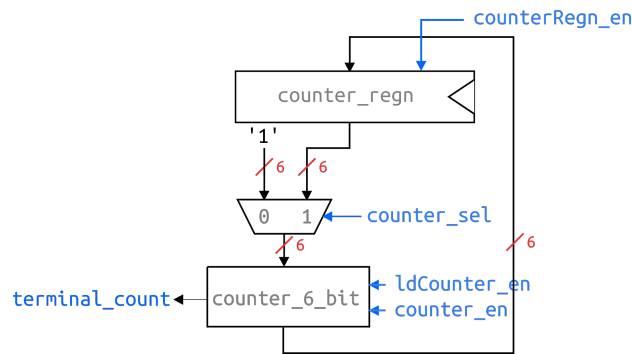 counterRegn_en
counter_regn
'1'
6
6
0 1
counter_sel
6
6
ldCounter_en
terminal_count
counter_6_bit
counter_en